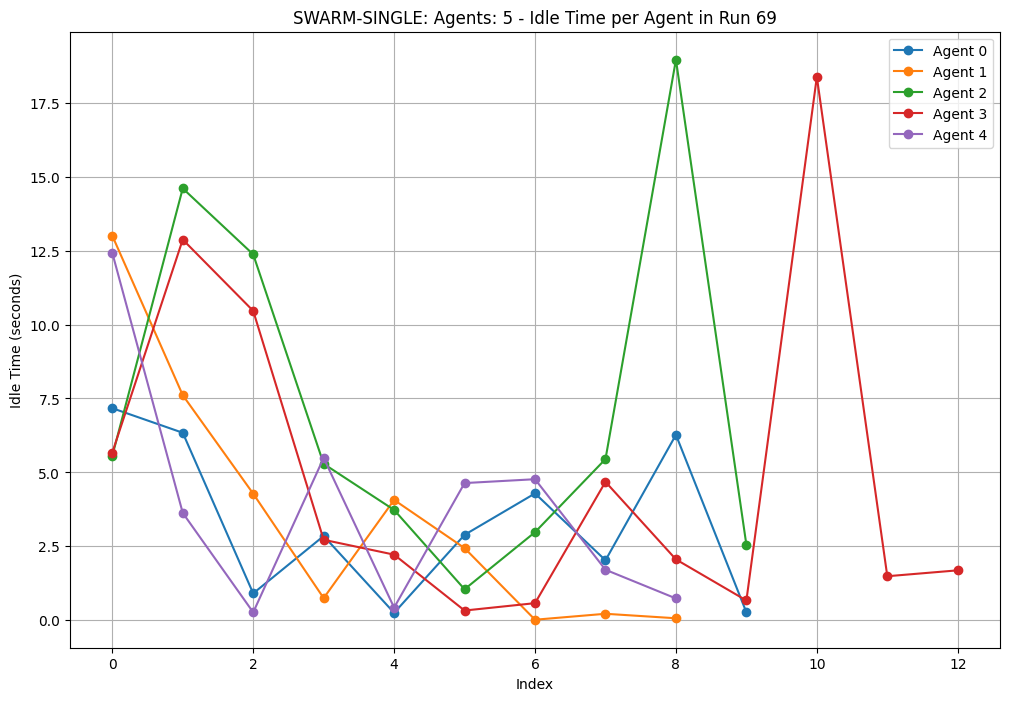 SWARM-SINGLE: Agents: 5 - Idle Time per Agent in Run 69
Agent 0
Agent 1
Agent 2
Agent 3
Agent 4
Idle Time (seconds)
17.5
15.0
12.5
10.0
7.5
5.0
2.5
0.0
0 2 4 6 8 10 12
Index